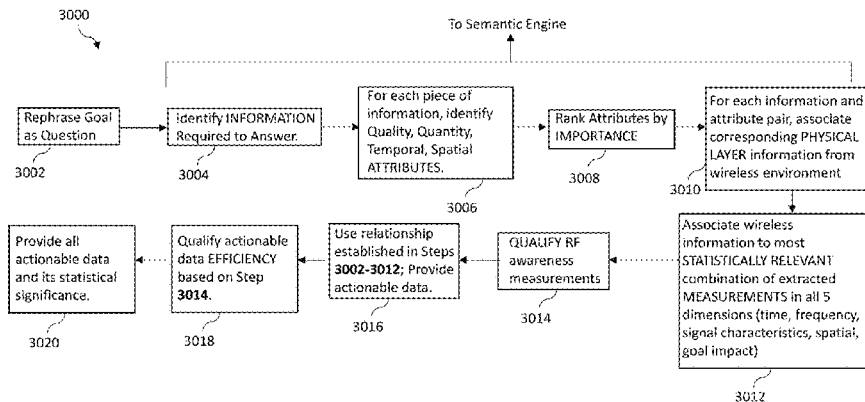 3000
To Semantic Engine
Rephrase Goal
as Question
3002
Identify INFORMATION
Required to Answer.
3004
For each piece of
information, identify
Quality, Quantity,
Temporal, Spatial
ATTRIBUTES.
3006
Rank Attributes by
IMPORTANCE
3008
For each information and
attribute pair, associate
corresponding PHYSICAL
LAYER information from
wireless environment
3010
Associate wireless
information to most
STATISTICALLY RELEVANT
combination of extracted
MEASUREMENTS in all 5
dimensions (time, frequency,
signal characteristics, spatial,
goal impact)
3012
QUALIFY RF
awareness
measurements
3014
Use relationship
established in Steps
3002-3012; Provide
actionable data.
3016
Qualify actionable
data EFFICIENCY
based on Step
3014.
3018
Provide all
actionable data
and its statistical
significance.
3020